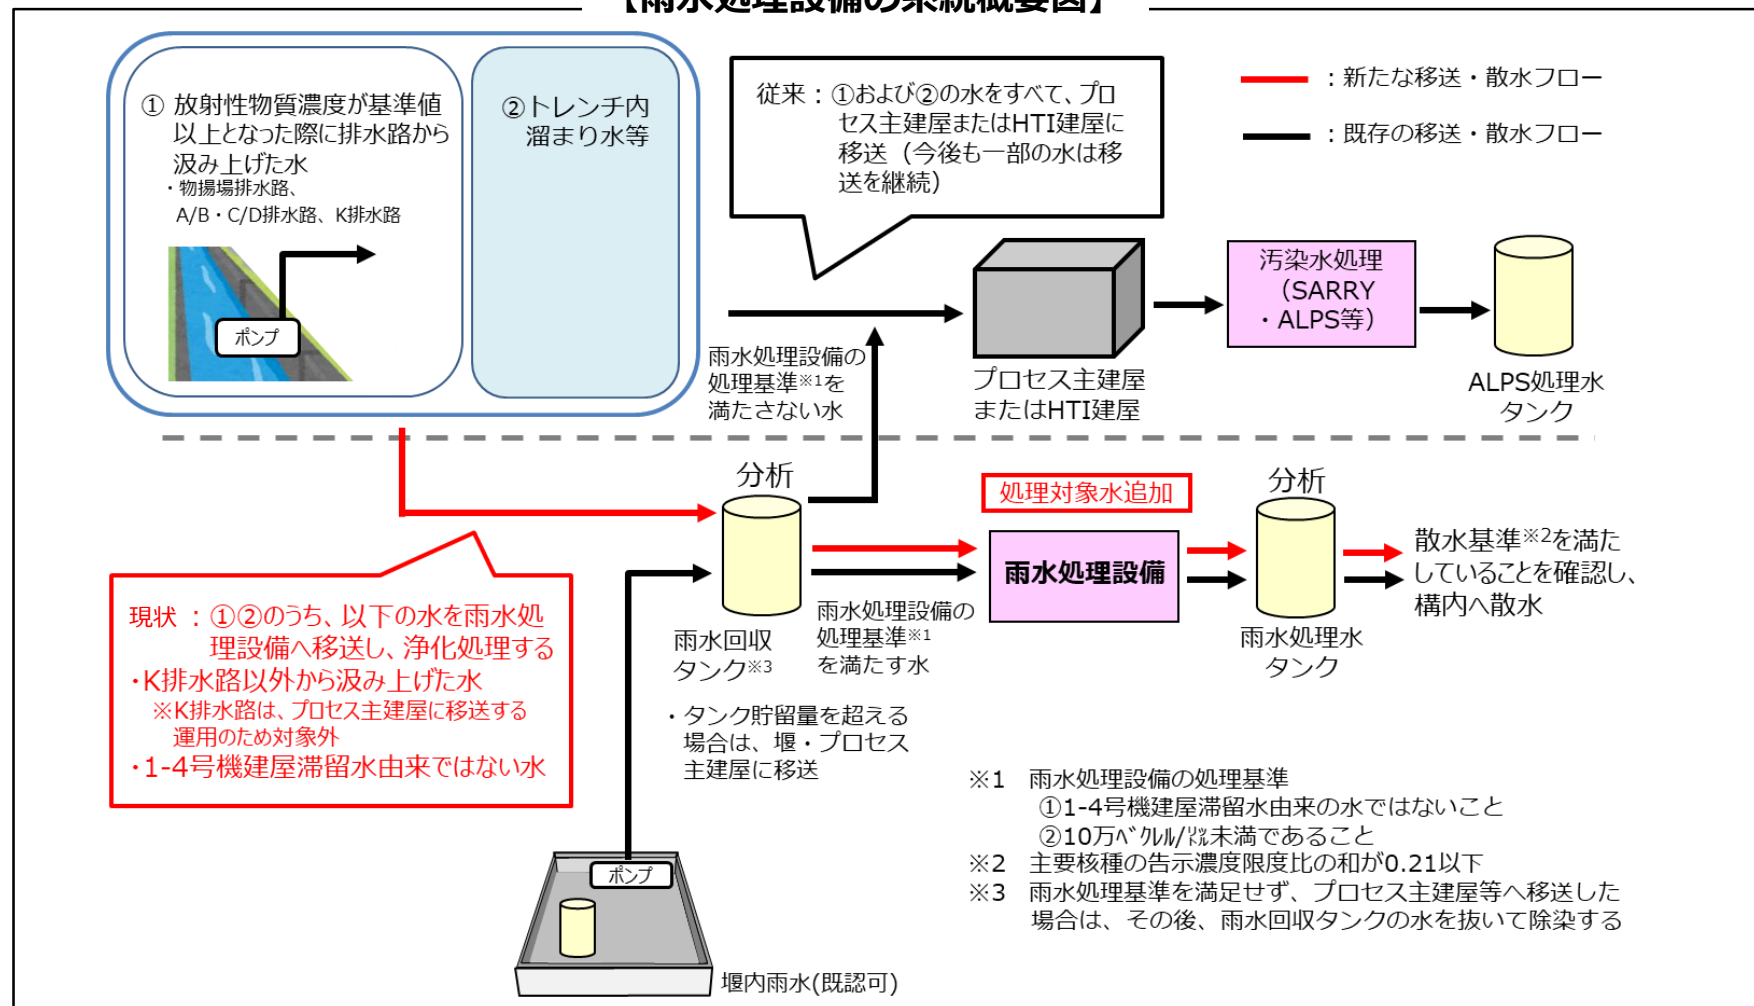 【雨水処理設備の系統概要図】
① 放射性物質濃度が基準値
以上となった際に排水路から
汲み上げた水
・物揚場排水路、
A/B・C/D排水路、K排水路
ポンプ
②トレンチ内
溜まり水等
従来：①および②の水をすべて、プロ
セス主建屋またはHTI建屋に
移送（今後も一部の水は移
送を継続）
：新たな移送・散水フロー
：既存の移送・散水フロー
雨水処理設備の
処理基準※1を
満たさない水
プロセス主建屋
またはHTI建屋
汚染水処理
（SARRY
・ALPS等）
ALPS処理水
タンク
現状 ：①②のうち、以下の水を雨水処
理設備へ移送し、浄化処理する
・K排水路以外から汲み上げた水
※K排水路は、プロセス主建屋に移送する
運用のため対象外
・1-4号機建屋滞留水由来ではない水
分析
雨水回収
タンク※3
・タンク貯留量を超える
場合は、堰・プロセス
主建屋に移送
雨水処理設備の
処理基準※1
を満たす水
処理対象水追加
雨水処理設備
分析
雨水処理水
タンク
散水基準※2を満た
していることを確認し、
構内へ散水
ポンプ
堰内雨水(既認可)
※1 雨水処理設備の処理基準
①1-4号機建屋滞留水由来の水ではないこと
②10万ﾍﾞｸﾚﾙ/㍑未満であること
※2 主要核種の告示濃度限度比の和が0.21以下
※3 雨水処理基準を満足せず、プロセス主建屋等へ移送した
場合は、その後、雨水回収タンクの水を抜いて除染する